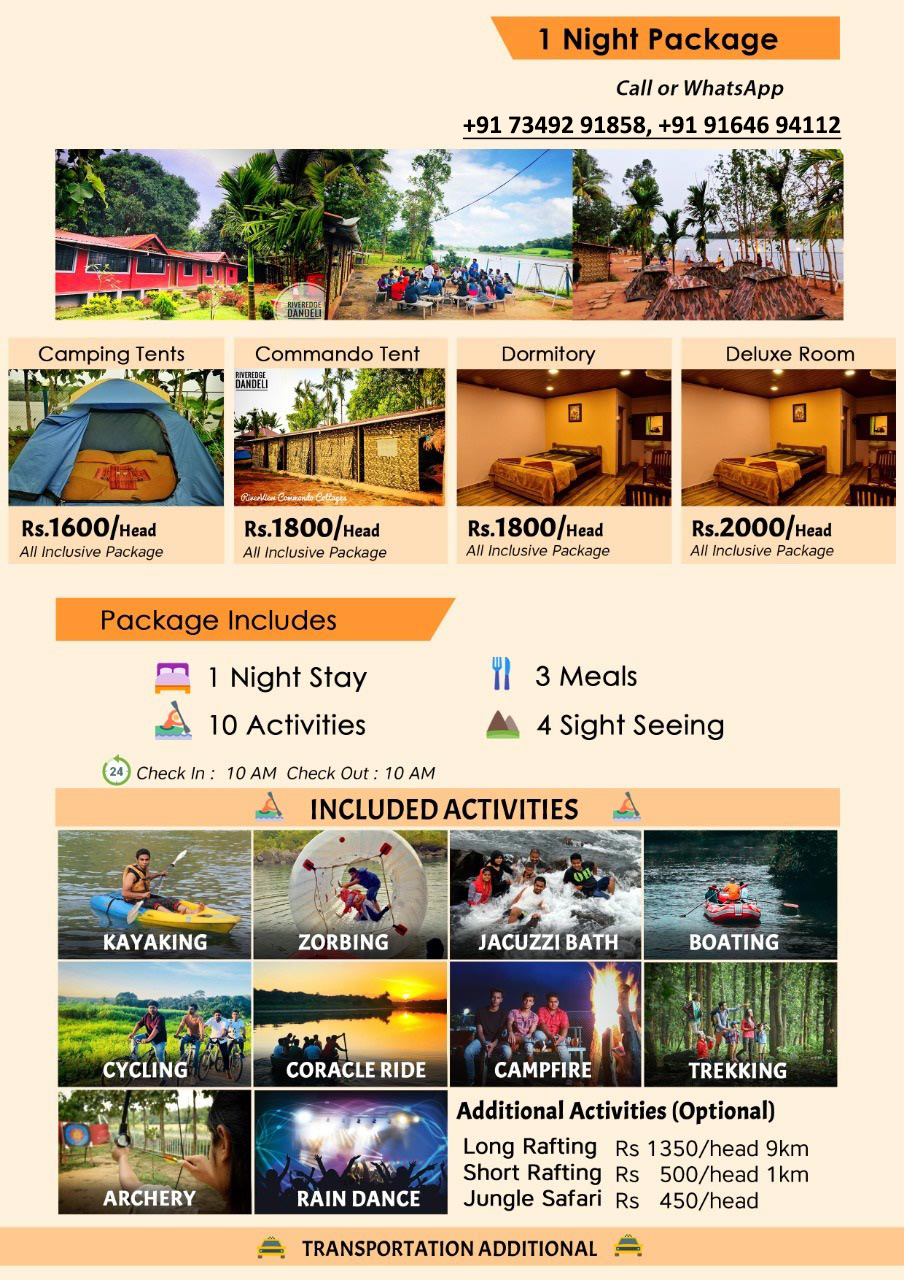 1 Night Package
Call or WhatsApp
+91 73492 91858, +91 91646 94112
RIVEREDGE
DANDELI
Camping Tents
Commando Tent
Dormitory
Deluxe Room
RIVEREDGE
DANDELI
RiverView Commando Cottages
Rs.1600/Head
All Inclusive Package
Rs.1800/Head
All Inclusive Package
Rs.1800/Head
All Inclusive Package
Rs.2000/Head
All Inclusive Package
Package Includes
1 Night Stay
3 Meals
10 Activities
4 Sight Seeing
24 Check In : 10 AM Check Out : 10 AM
INCLUDED ACTIVITIES
KAYAKING
ZORBING
JACUZZI BATH
BOATING
CYCLING
CORACLE RIDE
CAMPFIRE
TREKKING
ARCHERY
RAIN DANCE
Additional Activities (Optional)
Long Rafting Rs 1350/head 9km
Short Rafting Rs 500/head 1km
Jungle Safari Rs 450/head
TRANSPORTATION ADDITIONAL